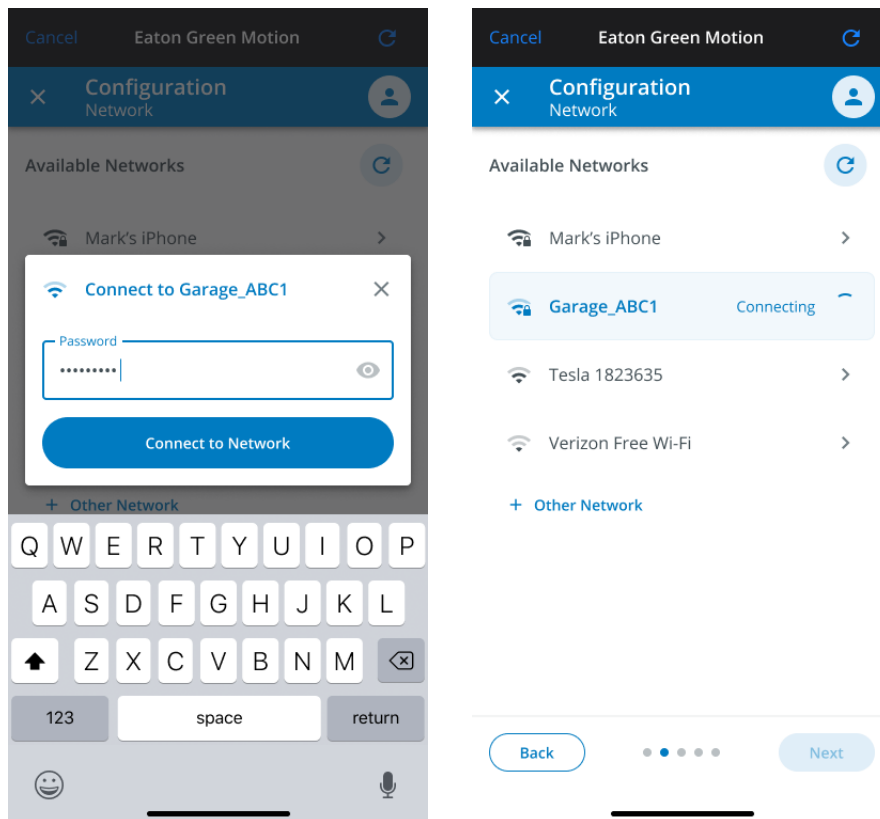 Cancel Eaton Green Motion
Configuration
Network
Available Networks
Mark’s iPhone
Connect to Garage_ABC1
Password
•••••••••
Connect to Network
+ Other Network
Q W E R T Y U I O P
A S D F G H J K L
Z X C V B N M
123 space return
Cancel Eaton Green Motion
Configuration
Network
Available Networks
Mark’s iPhone
Garage_ABC1 Connecting
Tesla 1823635
Verizon Free Wi-Fi
+ Other Network
Back Next